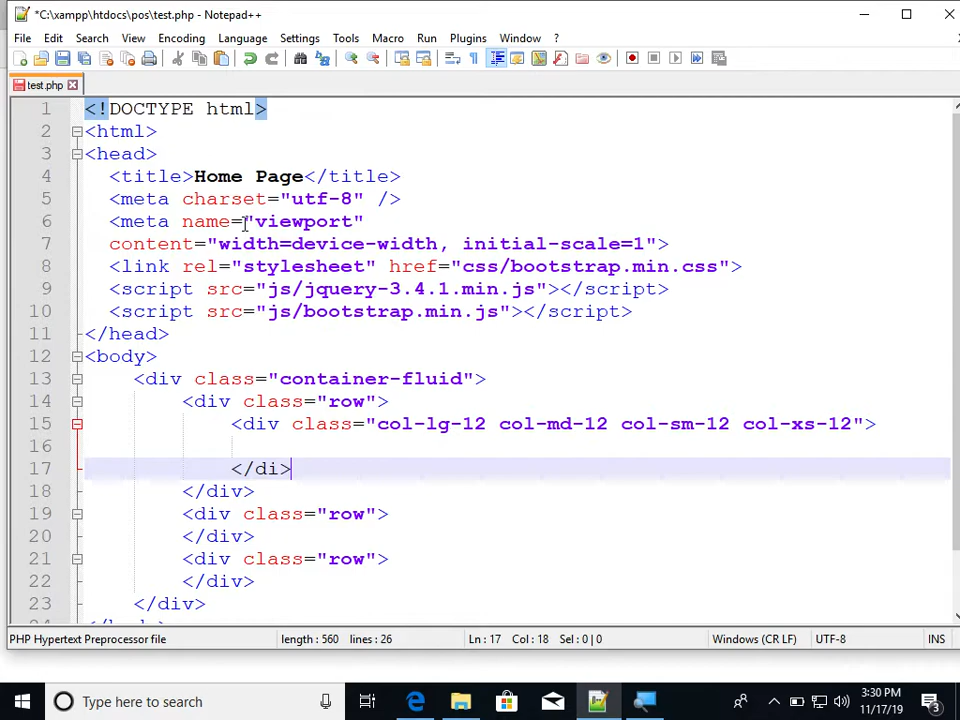 *C:\xampp\htdocs\pos\test.php - Notepad++
File Edit Search View Encoding Language Settings Tools Macro Run Plugins Window ?
test.php
1 <!DOCTYPE html>
2 <html>
3 <head>
4 <title>Home Page</title>
5 <meta charset="utf-8" />
6 <meta name="viewport"
7 content="width=device-width, initial-scale=1">
8 <link rel="stylesheet" href="css/bootstrap.min.css">
9 <script src="js/jquery-3.4.1.min.js"></script>
10 <script src="js/bootstrap.min.js"></script>
11 </head>
12 <body>
13 <div class="container-fluid">
14 <div class="row">
15 <div class="col-lg-12 col-md-12 col-sm-12 col-xs-12">
16
17 </di>
18 </div>
19 <div class="row">
20 </div>
21 <div class="row">
22 </div>
23 </div>
PHP Hypertext Preprocessor file length : 560 lines : 26 Ln : 17 Col : 18 Sel : 0 | 0 Windows (CR LF) UTF-8 INS
Type here to search
3:30 PM
11/17/19
3